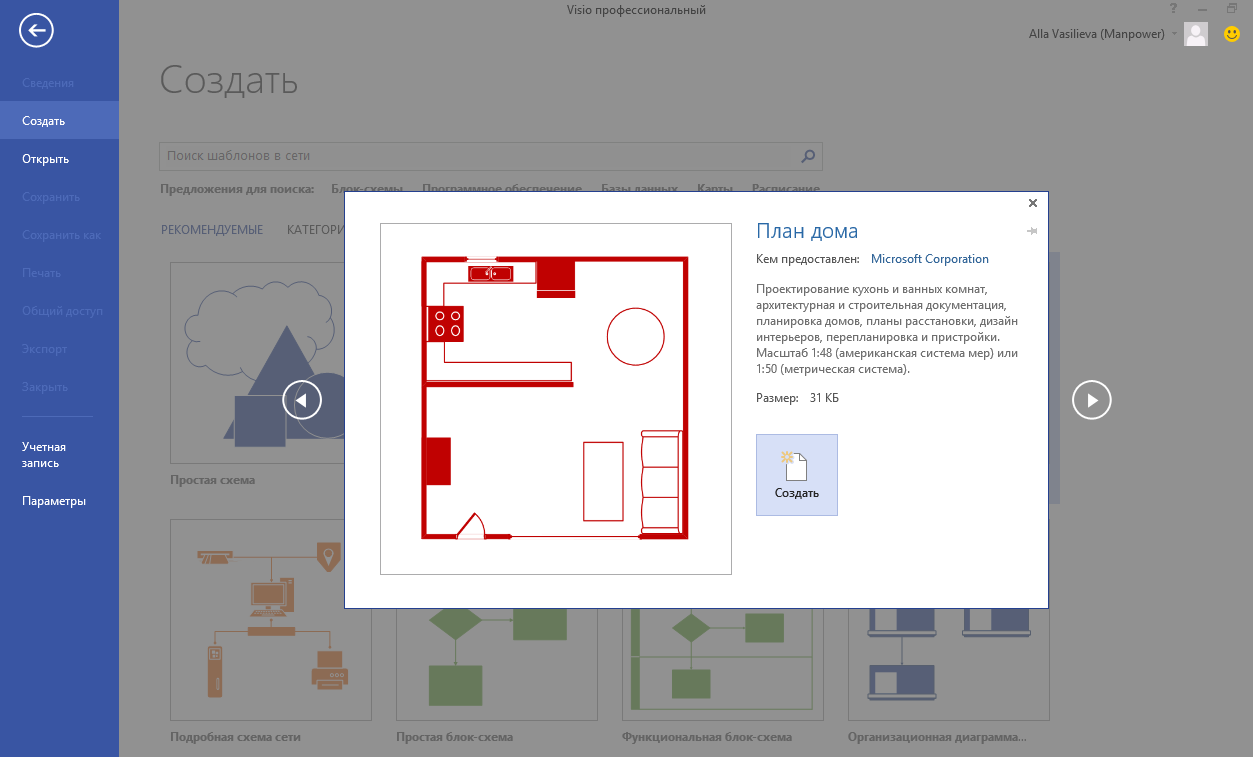 Visio профессиональный
?
Alla Vasilieva (Manpower)
Сведения
Создать
Открыть
Сохранить
Сохранить как
Печать
Общий доступ
Экспорт
Закрыть
Учетная
запись
Параметры
Создать
Поиск шаблонов в сети
Предложения для поиска: Блок-схемы Программное обеспечение Базы данных Карты Расписание
РЕКОМЕНДУЕМЫЕ КАТЕГОРИ
План дома
Кем предоставлен: Microsoft Corporation
Проектирование кухонь и ванных комнат,
архитектурная и строительная документация,
планировка домов, планы расстановки, дизайн
интерьеров, перепланировка и пристройки.
Масштаб 1:48 (американская система мер) или
1:50 (метрическая система).
Размер: 31 КБ
Создать
Простая схема
Подробная схема сети
Простая блок-схема
Функциональная блок-схема
Организационная диаграмма...